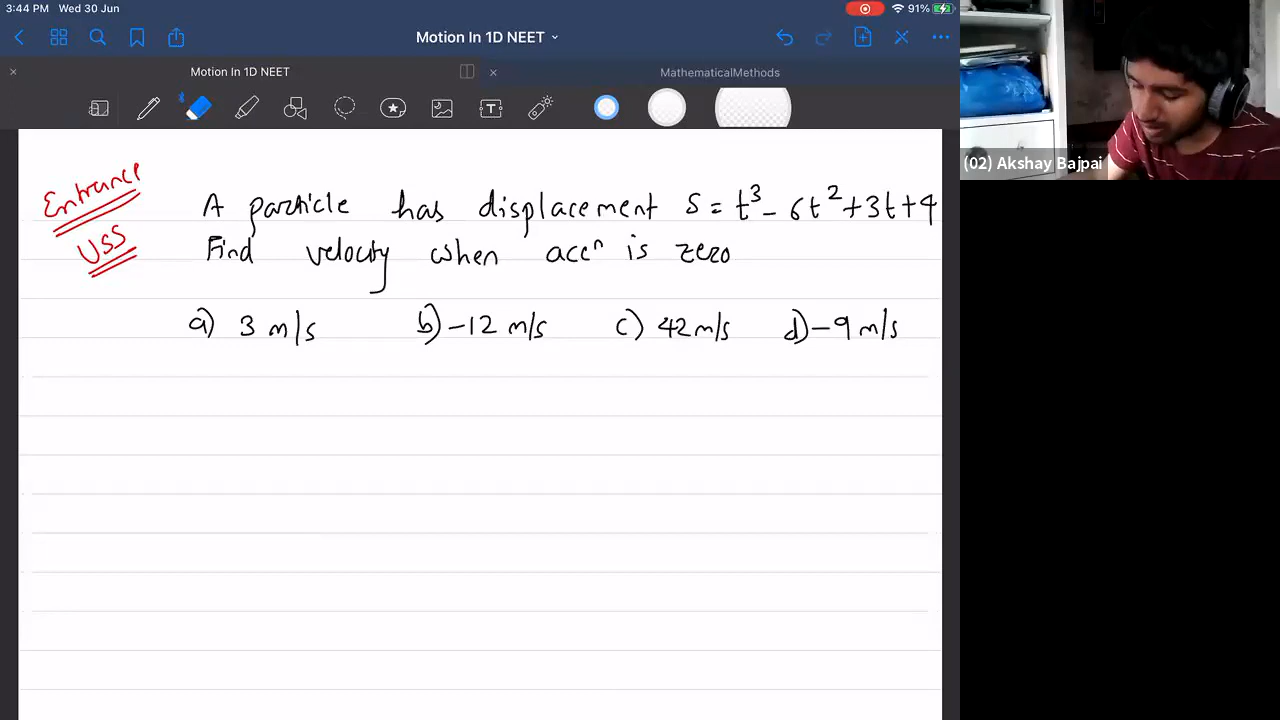 3:44 PM Wed 30 Jun
91%
Motion In 1D NEET
Motion In 1D NEET
MathematicalMethods
(02) Akshay Bajpai
Entrance
USS
A particle has displacement S = t³ - 6t² + 3t + 4
Find velocity when accⁿ is zero
a) 3 m/s b) -12 m/s c) 42 m/s d) -9 m/s